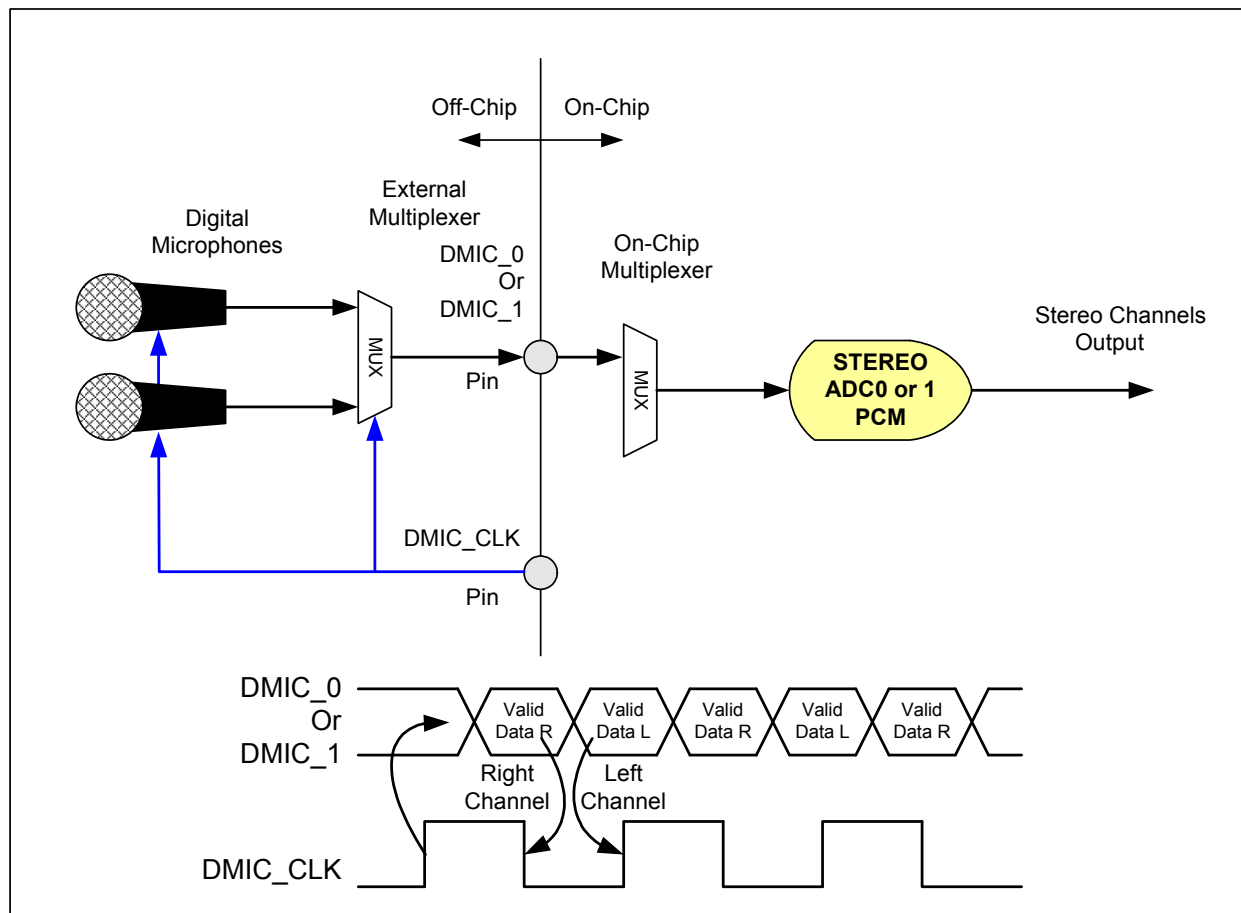 Off-Chip
On-Chip
External
Multiplexer
Digital
Microphones
DMIC_0
Or
DMIC_1
On-Chip
Multiplexer
Stereo Channels
Output
MUX
Pin
MUX
STEREO
ADC0 or 1
PCM
DMIC_CLK
Pin
DMIC_0
Or
DMIC_1
Valid
Data R
Valid
Data L
Valid
Data R
Valid
Data L
Valid
Data R
Right
Channel
Left
Channel
DMIC_CLK